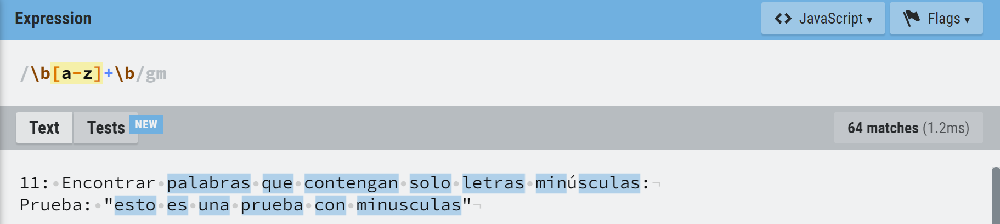 Expression
<> JavaScript ▾
Flags ▾
/\b[a-z]+\b/gm
Text
Tests
NEW
64 matches (1.2ms)
11: Encontrar palabras que contengan solo letras minúsculas:
Prueba: "esto es una prueba con minusculas"